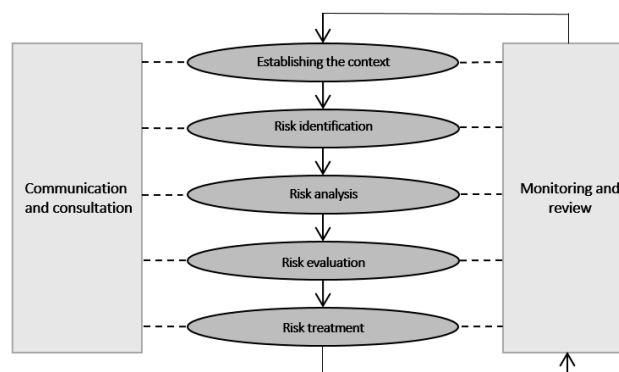 Establishing the context
Risk identification
Communication
and consultation
Risk analysis
Monitoring and
review
Risk evaluation
Risk treatment